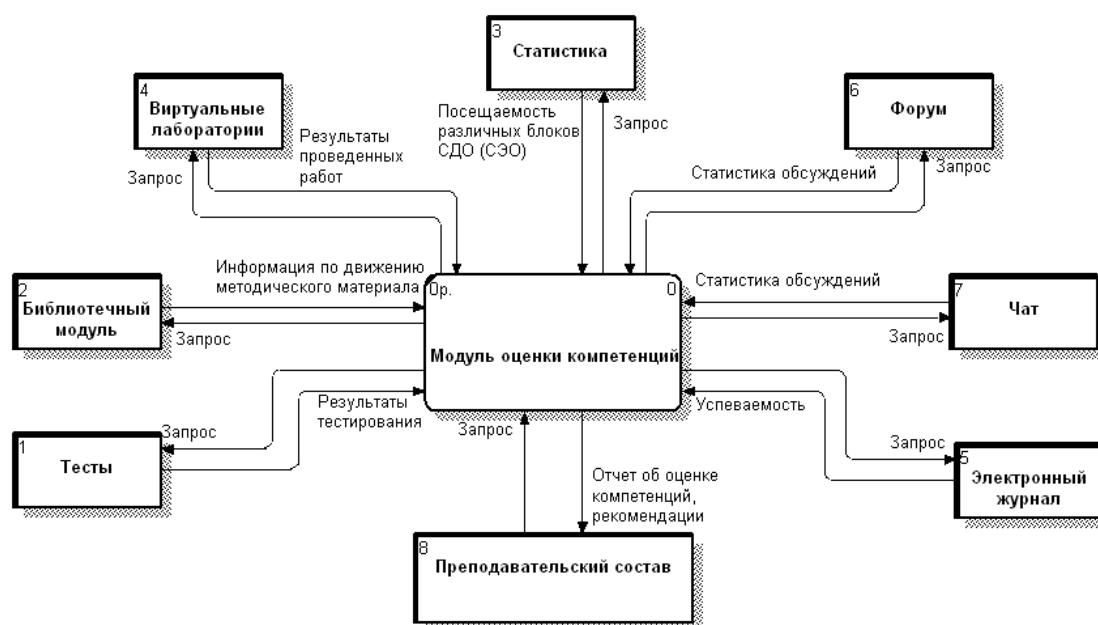 3
Статистика
4
Виртуальные
лаборатории
6
Форум
Посещаемость
различных блоков
СДО (СЭО)
Запрос
Результаты
проведенных
работ
Запрос
Статистика обсуждений
Запрос
2
Библиотечный
модуль
Информация по движению
методического материала
Запрос
0р.
0
Модуль оценки компетенций
Статистика обсуждений
Запрос
7
Чат
1
Тесты
Запрос
Результаты
тестирования
Запрос
Успеваемость
Запрос
5
Электронный
журнал
Отчет об оценке
компетенций,
рекомендации
8
Преподавательский состав